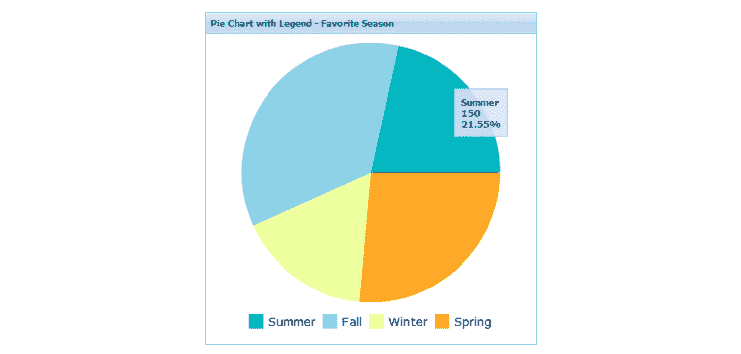 Pie Chart with Legend - Favorite Season
Summer
150
21.55%
Summer Fall Winter Spring